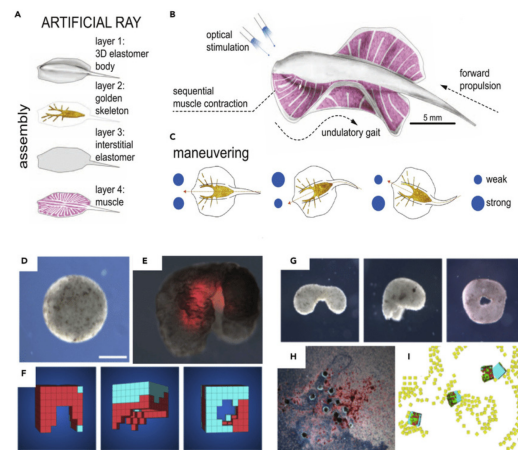 A
ARTIFICIAL RAY
assembly
layer 1:
3D elastomer
body
layer 2:
golden
skeleton
layer 3:
interstitial
elastomer
layer 4:
muscle
B
optical
stimulation
sequential
muscle contraction
undulatory gait
forward
propulsion
5 mm
C
maneuvering
weak
strong
D
E
F
G
H
I